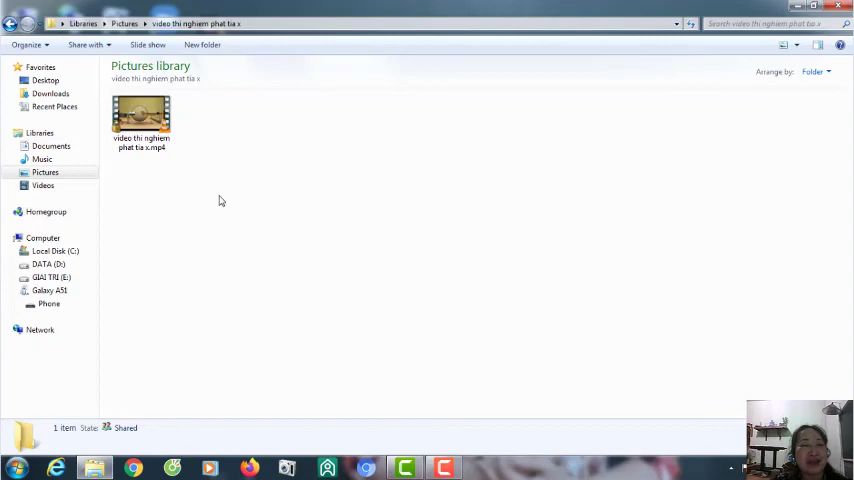 Libraries
Pictures
video thi nghiem phat tia x
Search video thi nghiem phat tia x
Organize
Share with
Slide show
New folder
Favorites
Desktop
Downloads
Recent Places
Libraries
Documents
Music
Pictures
Videos
Homegroup
Computer
Local Disk (C:)
DATA (D:)
GIAI TRI (E:)
Galaxy A51
Phone
Network
Pictures library
video thi nghiem phat tia x
Arrange by:
Folder
video thi nghiem
phat tia x.mp4
1 item
State:
Shared